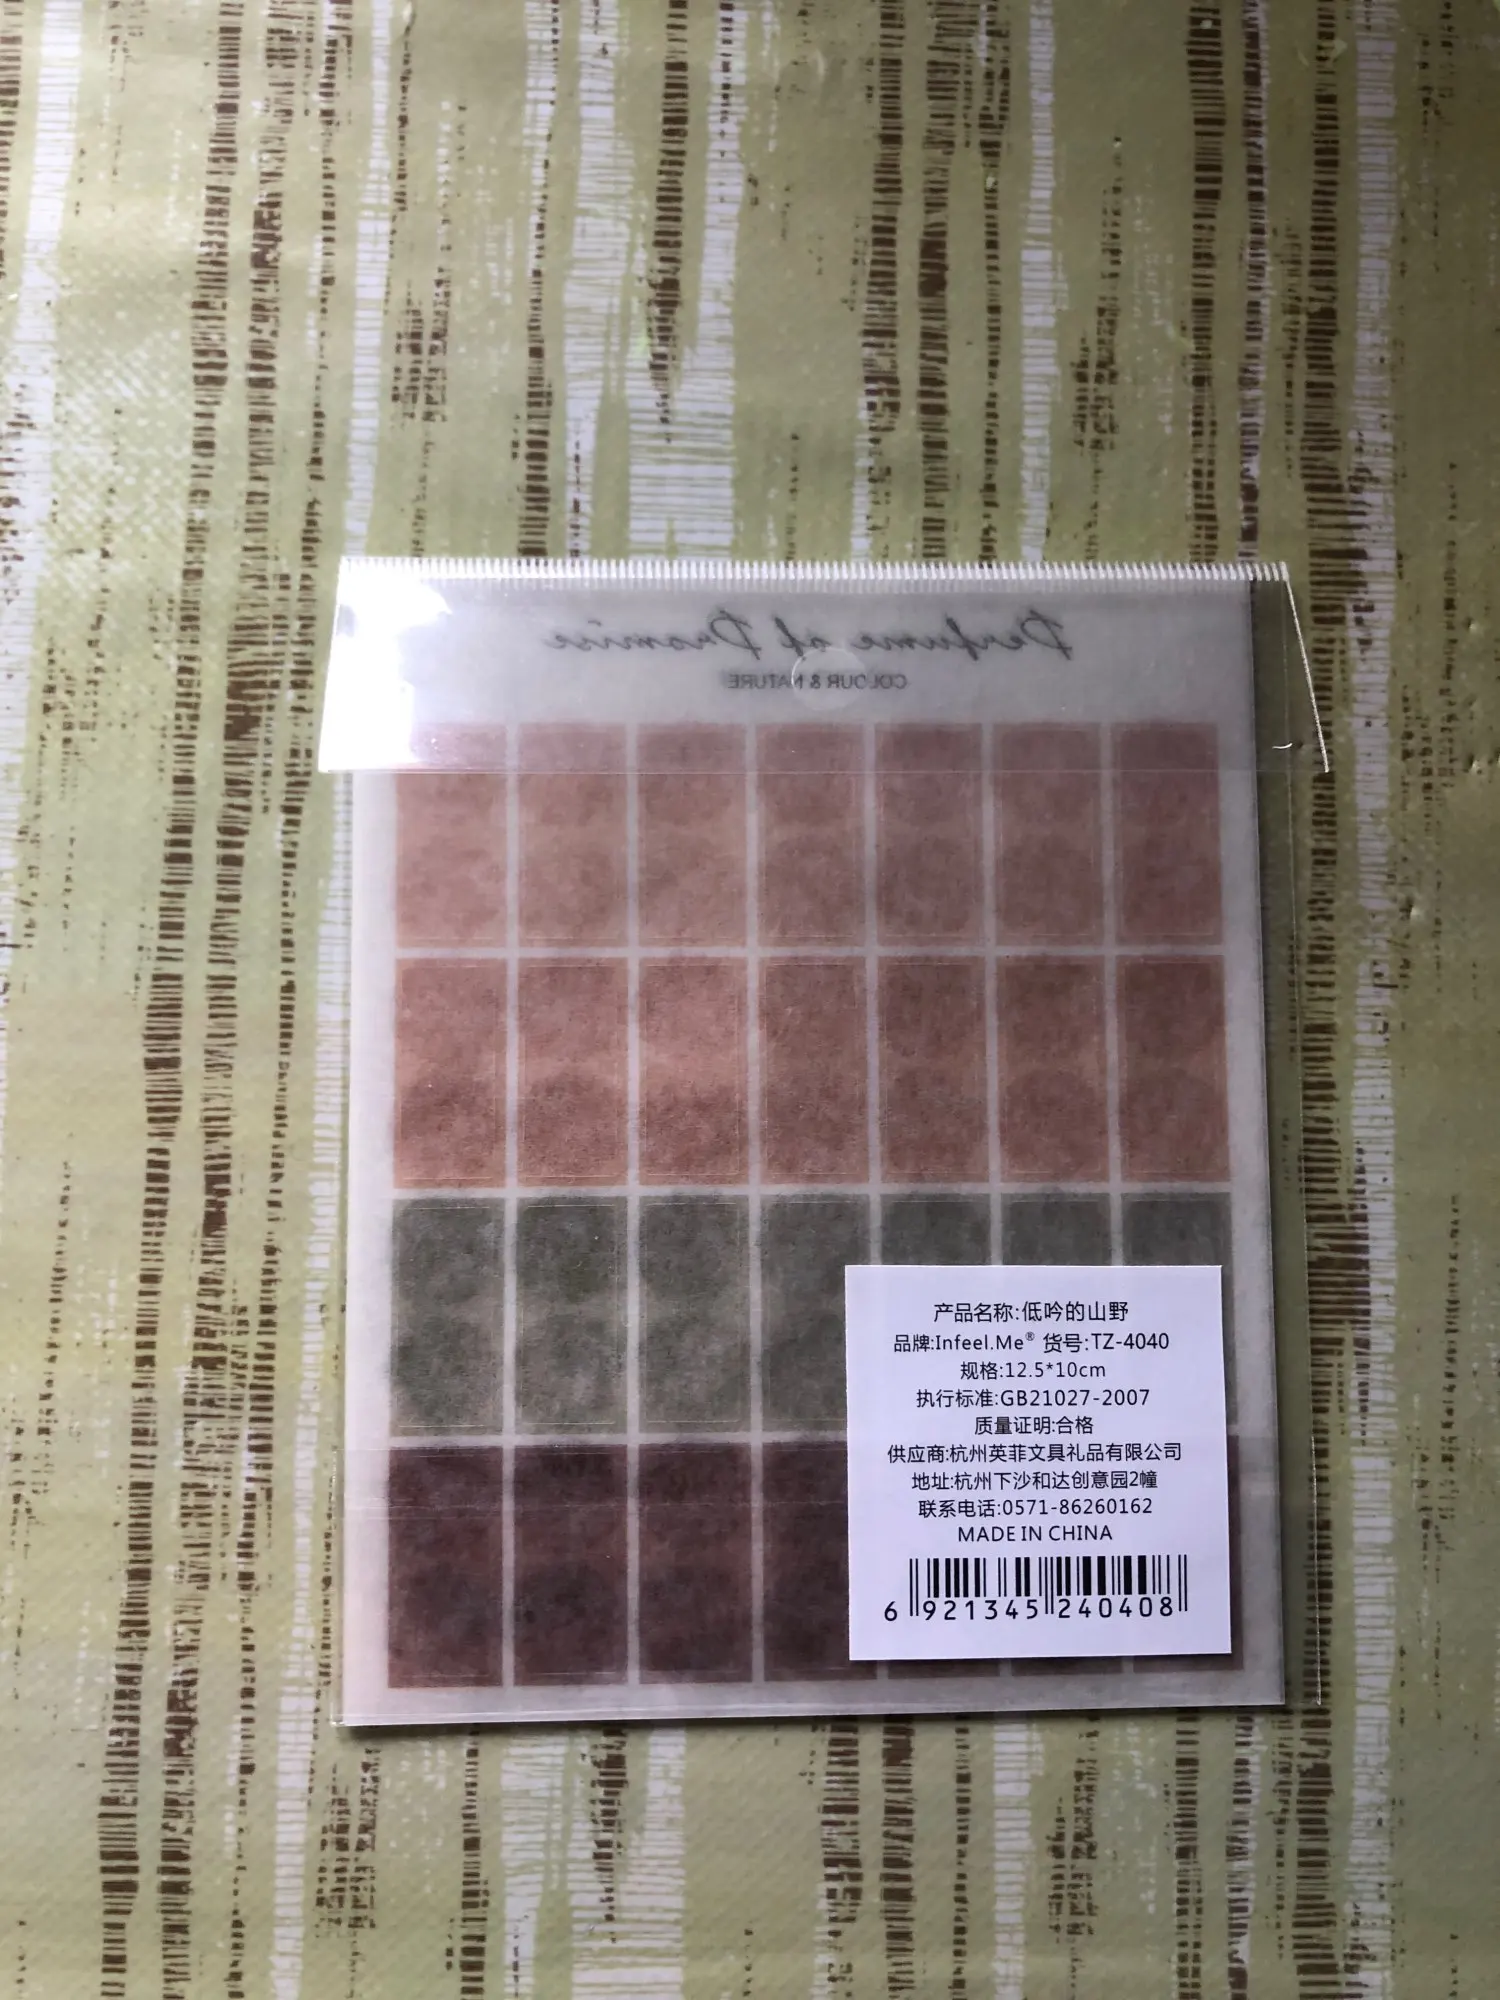 Perfume of Promise
COLOUR & NATURE
产品名称:低吟的山野
品牌:Infeel.Me® 货号:TZ-4040
规格:12.5*10cm
执行标准:GB21027-2007
质量证明:合格
供应商:杭州英菲文具礼品有限公司
地址:杭州下沙和达创意园2幢
联系电话:0571-86260162
MADE IN CHINA
6 921345 240408